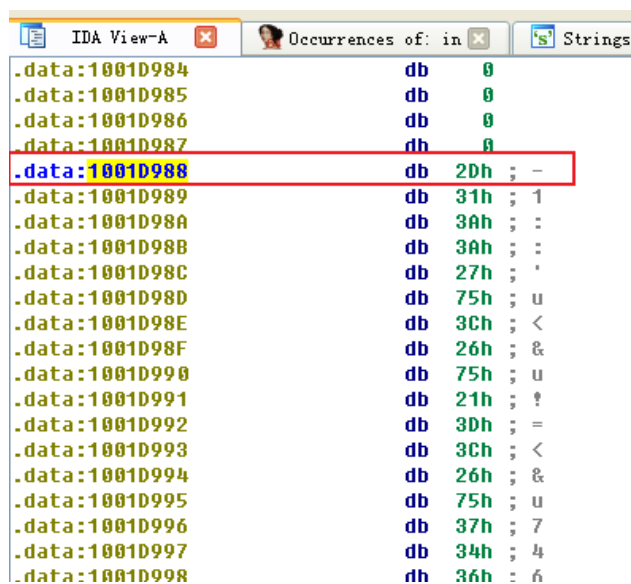 IDA View-A Occurrences of: in Strings
.data:1001D984 db 0
.data:1001D985 db 0
.data:1001D986 db 0
.data:1001D987 db 0
.data:1001D988 db 2Dh ; -
.data:1001D989 db 31h ; 1
.data:1001D98A db 3Ah ; :
.data:1001D98B db 3Ah ; :
.data:1001D98C db 27h ; '
.data:1001D98D db 75h ; u
.data:1001D98E db 3Ch ; <
.data:1001D98F db 26h ; &
.data:1001D990 db 75h ; u
.data:1001D991 db 21h ; !
.data:1001D992 db 3Dh ; =
.data:1001D993 db 3Ch ; <
.data:1001D994 db 26h ; &
.data:1001D995 db 75h ; u
.data:1001D996 db 37h ; 7
.data:1001D997 db 34h ; 4
.data:1001D998 db 36h ; 6